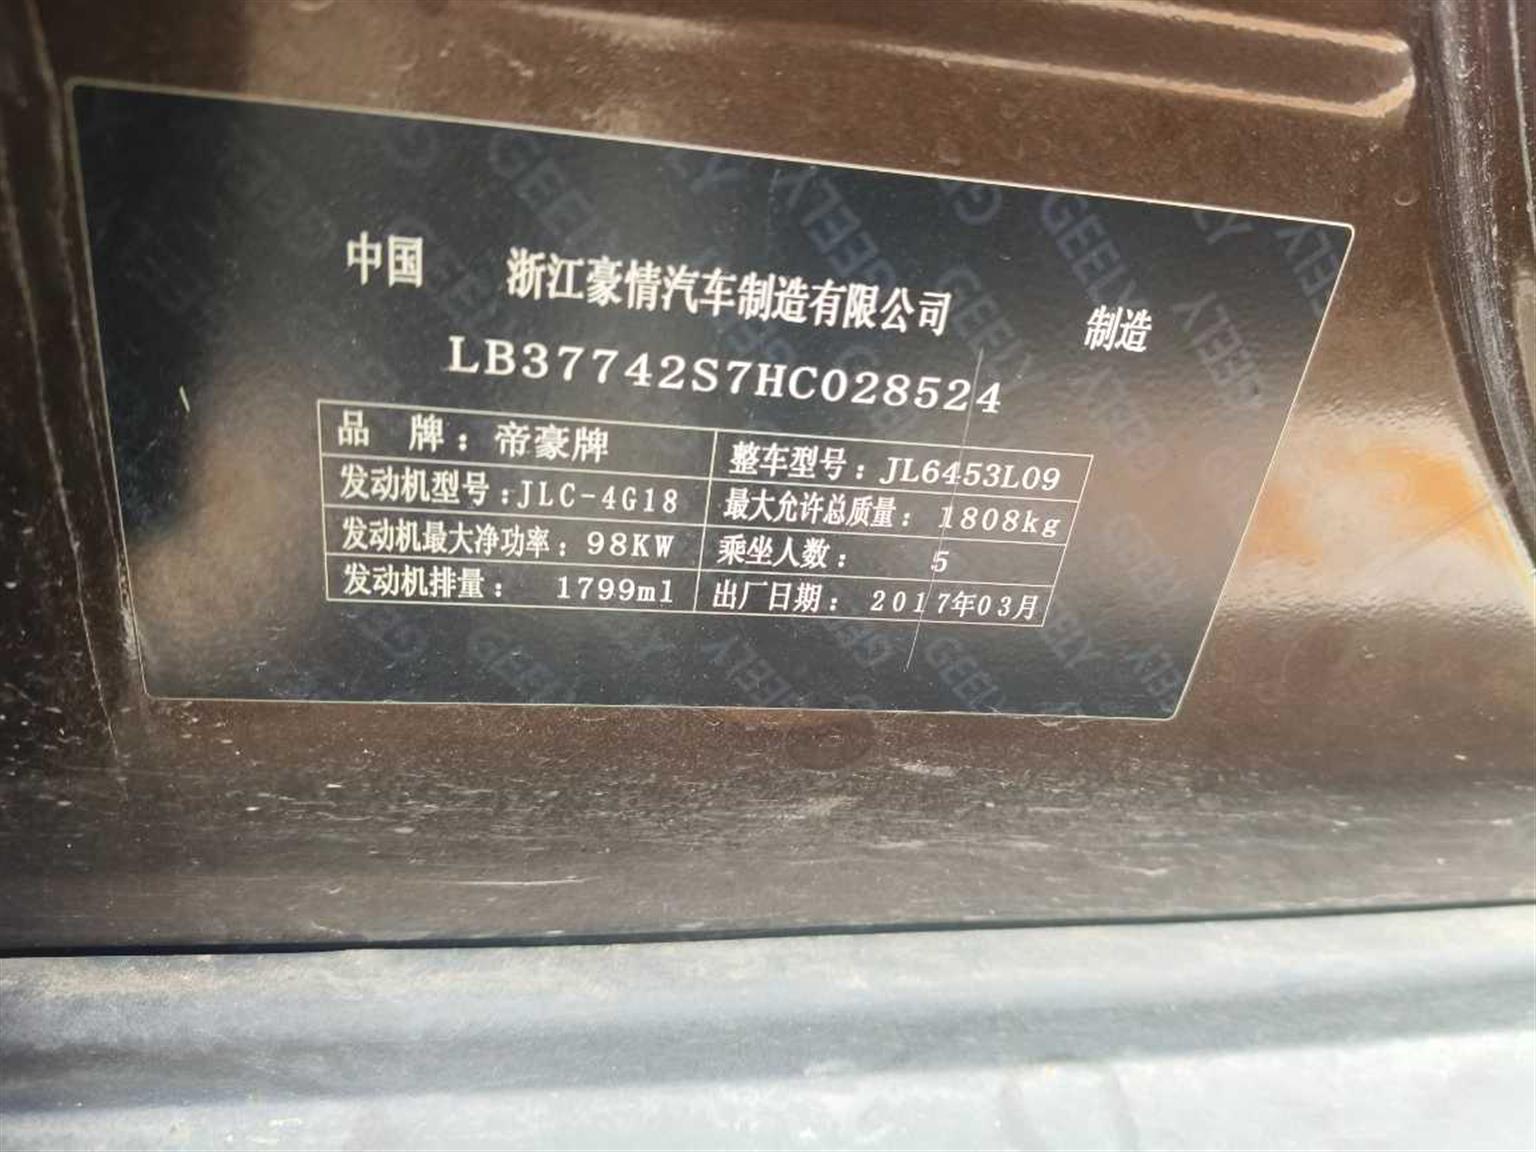 中国 浙江豪情汽车制造有限公司 制造
LB37742S7HC028524
品 牌：帝豪牌 整车型号：JL6453L09
发动机型号：JLC-4G18 最大允许总质量：1808kg
发动机最大净功率：98KW 乘坐人数：5
发动机排量：1799ml 出厂日期：2017年03月